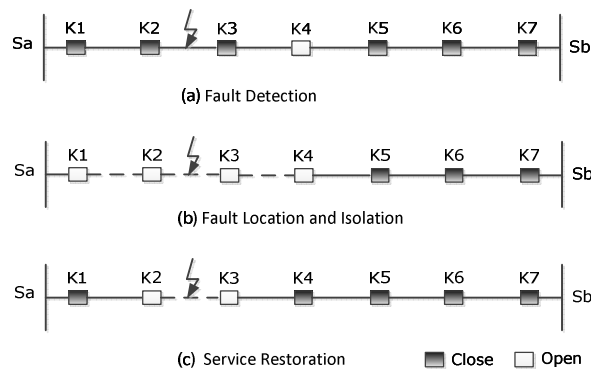 K1 K2 K3 K4 K5 K6 K7
Sa Sb
(a) Fault Detection
K1 K2 K3 K4 K5 K6 K7
Sa Sb
(b) Fault Location and Isolation
K1 K2 K3 K4 K5 K6 K7
Sa Sb
(c) Service Restoration
Close Open